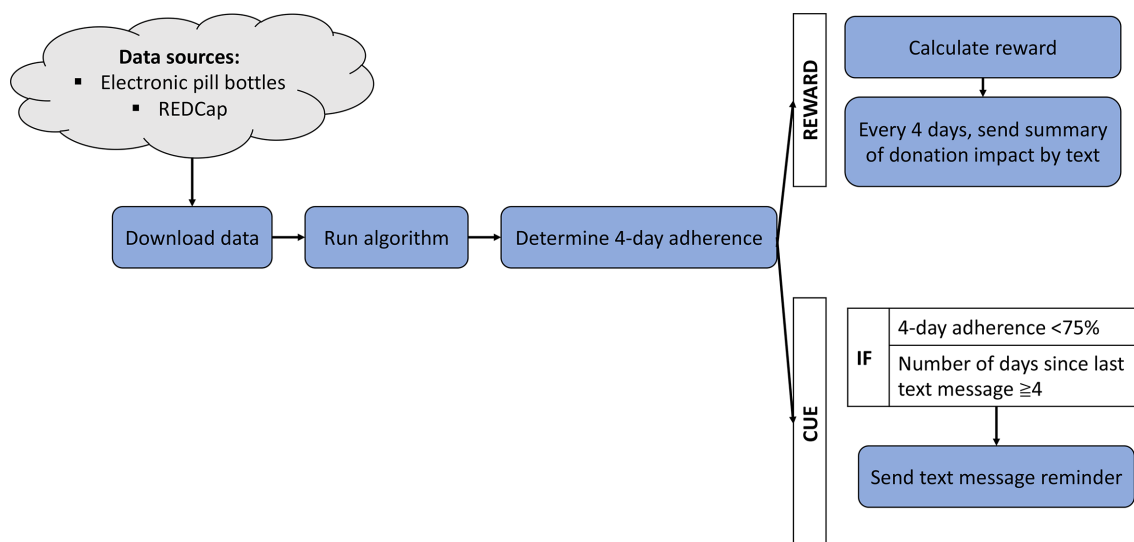 Data sources:
▪ Electronic pill bottles
▪ REDCap
Download data
Run algorithm
Determine 4-day adherence
REWARD
Calculate reward
Every 4 days, send summary
of donation impact by text
CUE
IF
4-day adherence <75%
Number of days since last
text message ≧4
Send text message reminder